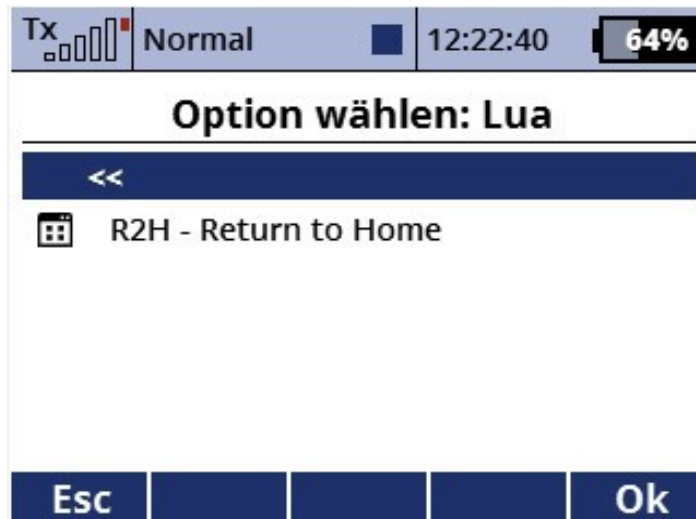 Tx Normal 12:22:40 64%
Option wählen: Lua
<<
R2H - Return to Home
Esc Ok